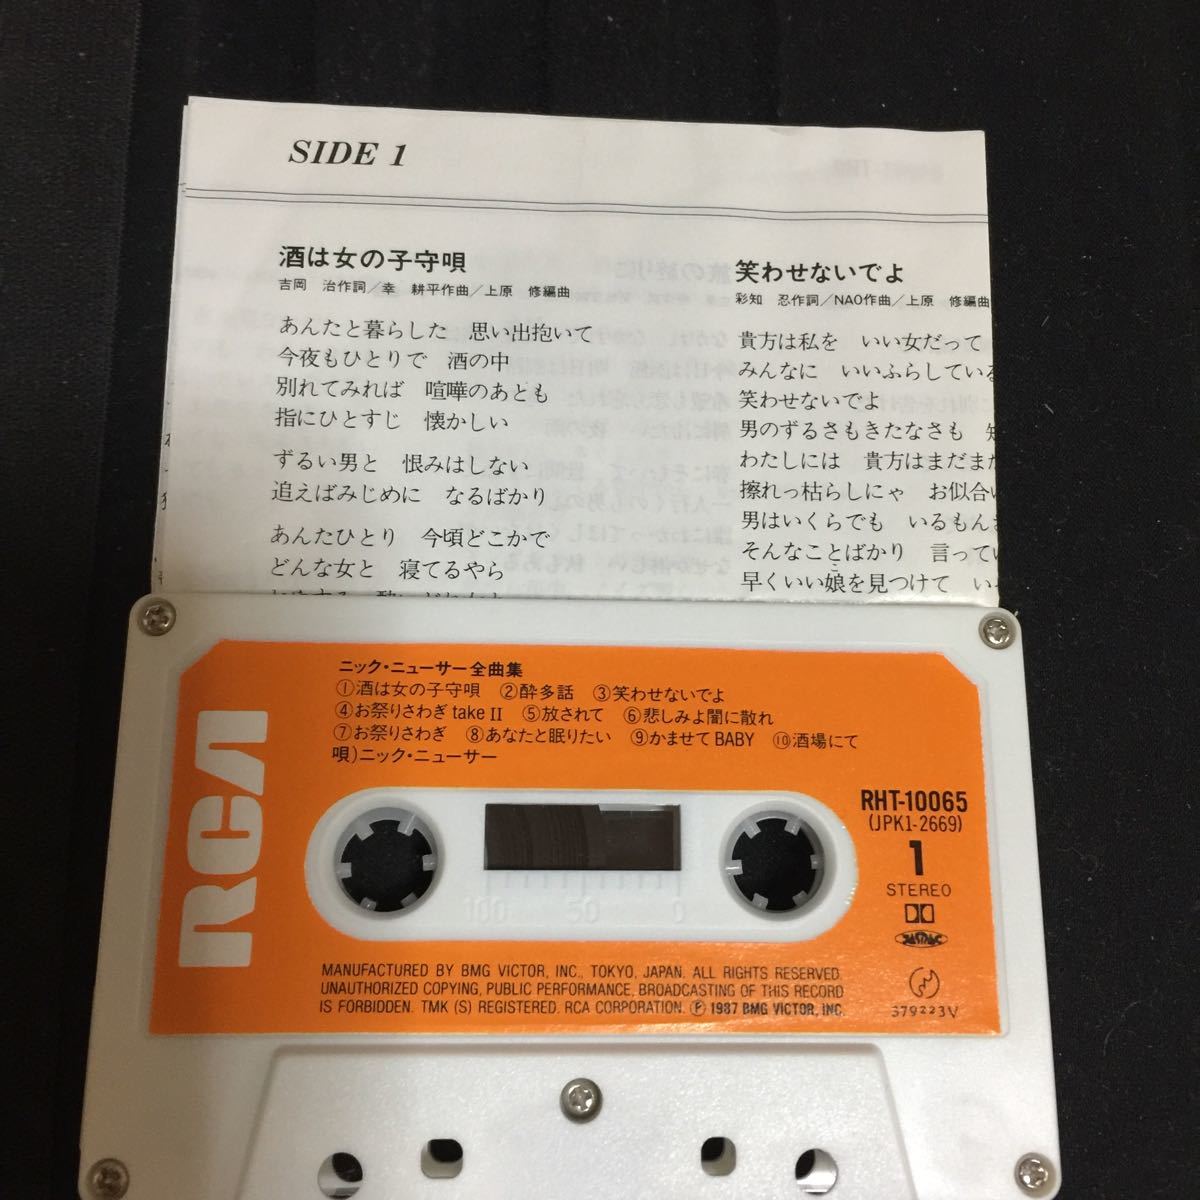 SIDE 1
酒は女の子守唄
吉岡　治作詞／幸　耕平作曲／上原　修編曲
あんたと暮らした　思い出抱いて
今夜もひとりで　酒の中
別れてみれば　喧嘩のあとも
指にひとすじ　懐かしい
ずるい男と　恨みはしない
追えばみじめに　なるばかり
あんたひとり　今頃どこかで
どんな女と　寝てるやら
笑わせないでよ
彩知　忍作詞／NAO作曲／上原　修編曲
貴方は私を　いい女だって
みんなに　いいふらしている
笑わせないでよ
男のずるさもきたなさも　知
わたしには　貴方はまだまだ
擦れっ枯らしにゃ　お似合い
男はいくらでも　いるもんさ
そんなことばかり　言ってい
早くいい娘を見つけて　い
こ
RCA
ニック・ニューサー全曲集
①酒は女の子守唄　②酔多話　③笑わせないでよ
④お祭りさわぎ take II　⑤放されて　⑥悲しみよ闇に散れ
⑦お祭りさわぎ　⑧あなたと眠りたい　⑨かませて BABY　⑩酒場にて
唄）ニック・ニューサー
RHT-10065
(JPK1-2669)
1
STEREO
100 50 0
MANUFACTURED BY BMG VICTOR, INC., TOKYO, JAPAN. ALL RIGHTS RESERVED.
UNAUTHORIZED COPYING, PUBLIC PERFORMANCE, BROADCASTING OF THIS RECORD
IS FORBIDDEN. TMK (S) REGISTERED. RCA CORPORATION. Ⓟ 1987 BMG VICTOR, INC.
379223V